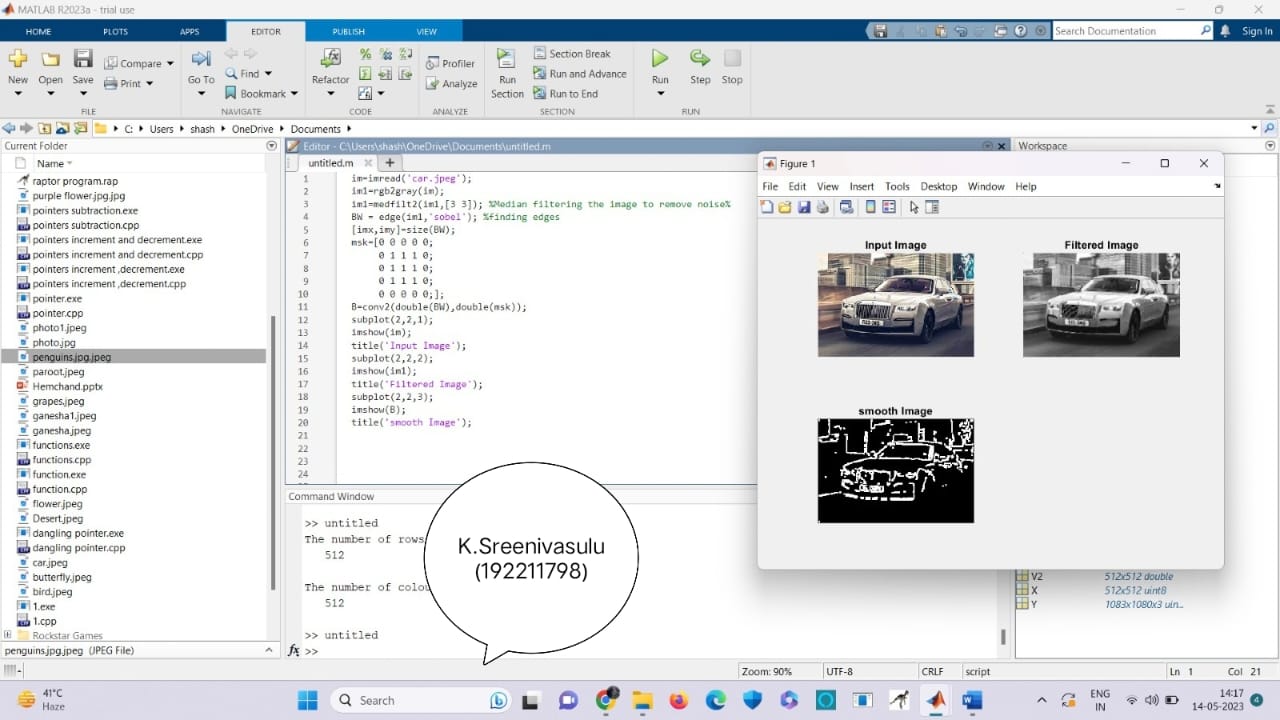 MATLAB R2023a - trial use
HOME PLOTS APPS EDITOR PUBLISH VIEW
Search Documentation
Sign In
New Open Save
Compare
Print
Go To
Find
Bookmark
Refactor
Profiler
Analyze
Run Section
Section Break
Run and Advance
Run to End
Run Step Stop
FILE NAVIGATE CODE ANALYZE SECTION RUN
C: Users shash OneDrive Documents
Current Folder
Name
raptor program.rap
purple flower.jpg.jpg
pointers subtraction.exe
pointers subtraction.cpp
pointers increment and decrement.exe
pointers increment and decrement.cpp
pointers increment ,decrement.exe
pointers increment ,decrement.cpp
pointer.exe
pointer.cpp
photo1.jpeg
photo.jpg
penguins.jpg.jpeg
paroot.jpeg
Hemchand.pptx
grapes.jpeg
ganesha1.jpeg
ganesha.jpeg
functions.exe
functions.cpp
function.exe
function.cpp
flower.jpeg
Desert.jpeg
dangling pointer.exe
dangling pointer.cpp
car.jpeg
butterfly.jpeg
bird.jpeg
1.exe
1.cpp
Rockstar Games
penguins.jpg.jpeg (JPEG File)
Editor - C:\Users\shash\OneDrive\Documents\untitled.m
untitled.m
1 im=imread('car.jpeg');
2 im1=rgb2gray(im);
3 im1=medfilt2(im1,[3 3]); %Median filtering the image to remove noise%
4 BW = edge(im1,'sobel'); %finding edges
5 [imx,imy]=size(BW);
6 msk=[0 0 0 0 0;
7 0 1 1 1 0;
8 0 1 1 1 0;
9 0 1 1 1 0;
10 0 0 0 0 0;];
11 B=conv2(double(BW),double(msk));
12 subplot(2,2,1);
13 imshow(im);
14 title('Input Image');
15 subplot(2,2,2);
16 imshow(im1);
17 title('Filtered Image');
18 subplot(2,2,3);
19 imshow(B);
20 title('smooth Image');
21
22
23
24
Command Window
>> untitled
The number of rows
512
The number of colou
512
>> untitled
fx >>
K.Sreenivasulu
(192211798)
Workspace
Figure 1
File Edit View Insert Tools Desktop Window Help
Input Image
Filtered Image
smooth Image
V2 512x512 double
X 512x512 uint8
Y 1083x1080x3 uin...
Zoom: 90% UTF-8 CRLF script Ln 1 Col 21
41°C
Haze
Search
ENG
IN
14:17
14-05-2023
4